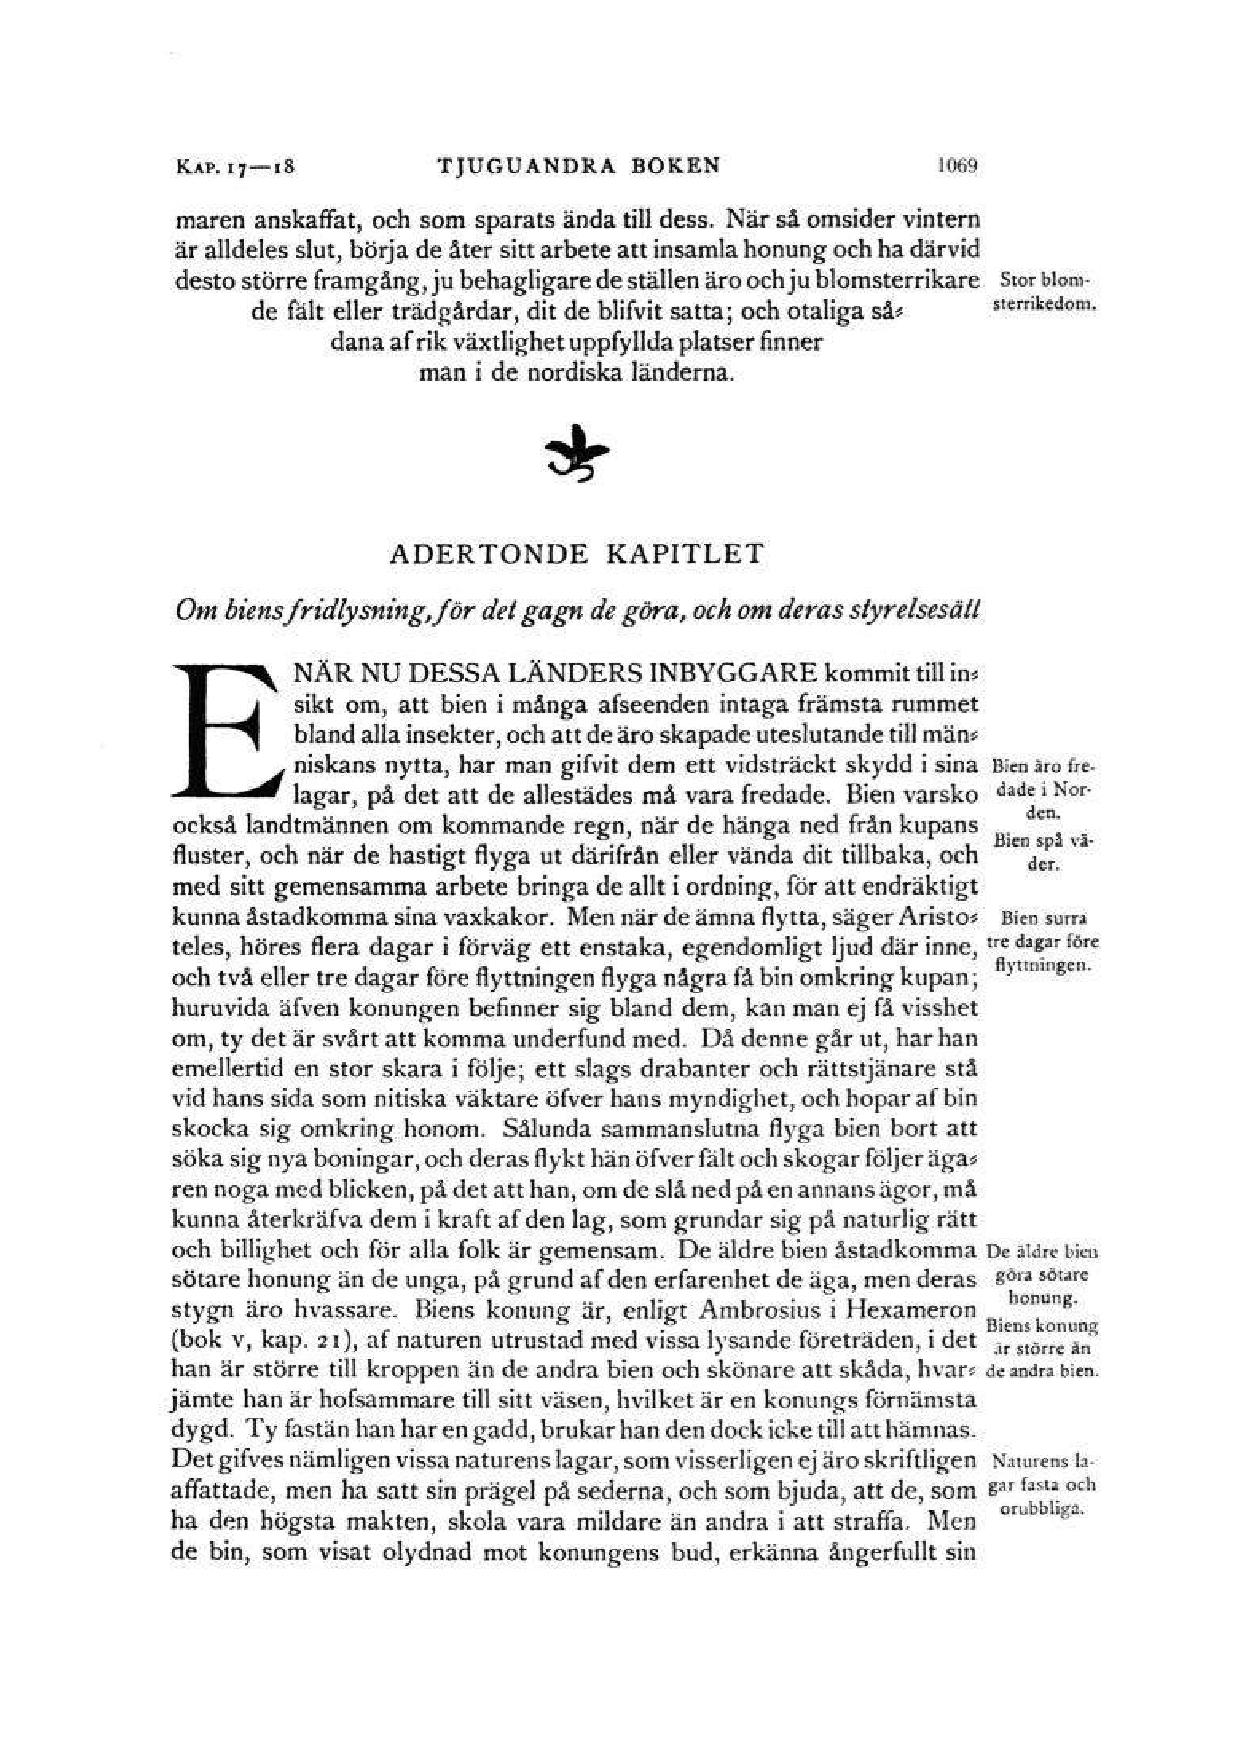 KAP. 17—18 TJUGUANDRA BOKEN 1069
maren anskaffat, och som sparats ända till dess. När så omsider vintern
är alldeles slut, börja de åter sitt arbete att insamla honung och ha därvid
desto större framgång, ju behagligare de ställen äro och ju blomsterrikare
de fält eller trädgårdar, dit de blifvit satta; och otaliga så⸗
dana af rik växtlighet uppfyllda platser finner
man i de nordiska länderna.
Stor blom-
sterrikedom.
ADERTONDE KAPITLET
Om biens fridlysning, för det gagn de göra, och om deras styrelsesätt
ENÄR NU DESSA LÄNDERS INBYGGARE kommit till in⸗
sikt om, att bien i många afseenden intaga främsta rummet
bland alla insekter, och att de äro skapade uteslutande till män⸗
niskans nytta, har man gifvit dem ett vidsträckt skydd i sina
lagar, på det att de allestädes må vara fredade. Bien varsko
också landtmännen om kommande regn, när de hänga ned från kupans
fluster, och när de hastigt flyga ut därifrån eller vända dit tillbaka, och
med sitt gemensamma arbete bringa de allt i ordning, för att endräktigt
kunna åstadkomma sina vaxkakor. Men när de ämna flytta, säger Aristo⸗
teles, höres flera dagar i förväg ett enstaka, egendomligt ljud där inne,
och två eller tre dagar före flyttningen flyga några få bin omkring kupan;
huruvida äfven konungen befinner sig bland dem, kan man ej få visshet
om, ty det är svårt att komma underfund med. Då denne går ut, har han
emellertid en stor skara i följe; ett slags drabanter och rättstjänare stå
vid hans sida som nitiska väktare öfver hans myndighet, och hopar af bin
skocka sig omkring honom. Sålunda sammanslutna flyga bien bort att
söka sig nya boningar, och deras flykt hän öfver fält och skogar följer äga⸗
ren noga med blicken, på det att han, om de slå ned på en annans ägor, må
kunna återkräfva dem i kraft af den lag, som grundar sig på naturlig rätt
och billighet och för alla folk är gemensam. De äldre bien åstadkomma
sötare honung än de unga, på grund af den erfarenhet de äga, men deras
stygn äro hvassare. Biens konung är, enligt Ambrosius i Hexameron
(bok v, kap. 21), af naturen utrustad med vissa lysande företräden, i det
han är större till kroppen än de andra bien och skönare att skåda, hvar⸗
jämte han är hofsammare till sitt väsen, hvilket är en konungs förnämsta
dygd. Ty fastän han har en gadd, brukar han den dock icke till att hämnas.
Det gifves nämligen vissa naturens lagar, som visserligen ej äro skriftligen
affattade, men ha satt sin prägel på sederna, och som bjuda, att de, som
ha den högsta makten, skola vara mildare än andra i att straffa. Men
de bin, som visat olydnad mot konungens bud, erkänna ångerfullt sin
Bien äro fre-
dade i Nor-
den.
Bien spå vä-
der.
Bien surra
tre dagar före
flyttningen.
De äldre bien
göra sötare
honung.
Biens konung
är större än
de andra bien.
Naturens la-
gar fasta och
orubbliga.